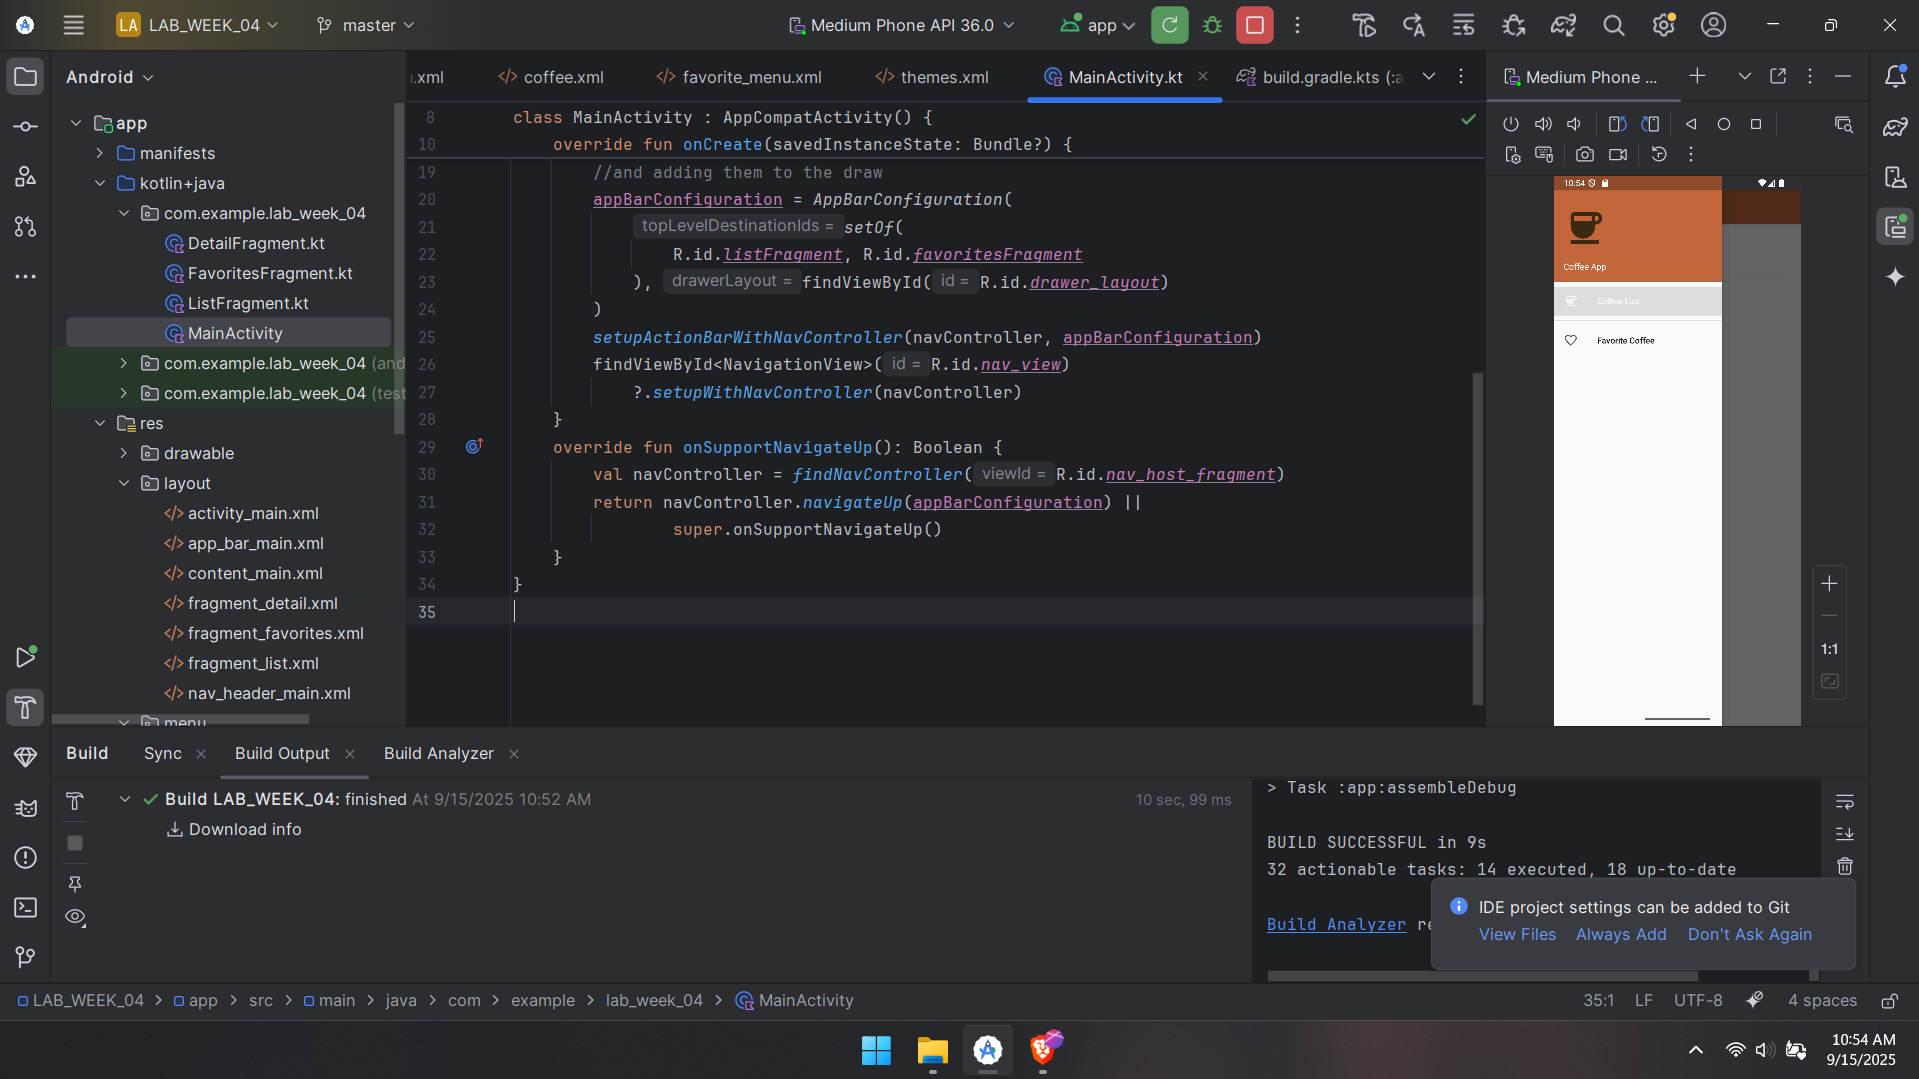 LA LAB_WEEK_04
master
Medium Phone API 36.0
app
Android
.xml
coffee.xml
favorite_menu.xml
themes.xml
MainActivity.kt
build.gradle.kts (:a
Medium Phone ...
app
manifests
kotlin+java
com.example.lab_week_04
DetailFragment.kt
FavoritesFragment.kt
ListFragment.kt
MainActivity
com.example.lab_week_04 (and
com.example.lab_week_04 (test
res
drawable
layout
activity_main.xml
app_bar_main.xml
content_main.xml
fragment_detail.xml
fragment_favorites.xml
fragment_list.xml
nav_header_main.xml
menu
8 class MainActivity : AppCompatActivity() {
10 override fun onCreate(savedInstanceState: Bundle?) {
19 //and adding them to the draw
20 appBarConfiguration = AppBarConfiguration(
21 topLevelDestinationIds = setOf(
22 R.id.listFragment, R.id.favoritesFragment
23 ), drawerLayout = findViewById( id = R.id.drawer_layout)
24 )
25 setupActionBarWithNavController(navController, appBarConfiguration)
26 findViewById<NavigationView>( id = R.id.nav_view)
27 ?.setupWithNavController(navController)
28 }
29 override fun onSupportNavigateUp(): Boolean {
30 val navController = findNavController( viewId = R.id.nav_host_fragment)
31 return navController.navigateUp(appBarConfiguration) ||
32 super.onSupportNavigateUp()
33 }
34 }
35
10:54
Coffee App
Coffee List
Favorite Coffee
1:1
Build
Sync
Build Output
Build Analyzer
Build LAB_WEEK_04: finished At 9/15/2025 10:52 AM
10 sec, 99 ms
Download info
> Task :app:assembleDebug
BUILD SUCCESSFUL in 9s
32 actionable tasks: 14 executed, 18 up-to-date
Build Analyzer re
IDE project settings can be added to Git
View Files Always Add Don't Ask Again
LAB_WEEK_04 > app > src > main > java > com > example > lab_week_04 > MainActivity
35:1 LF UTF-8 4 spaces
10:54 AM
9/15/2025